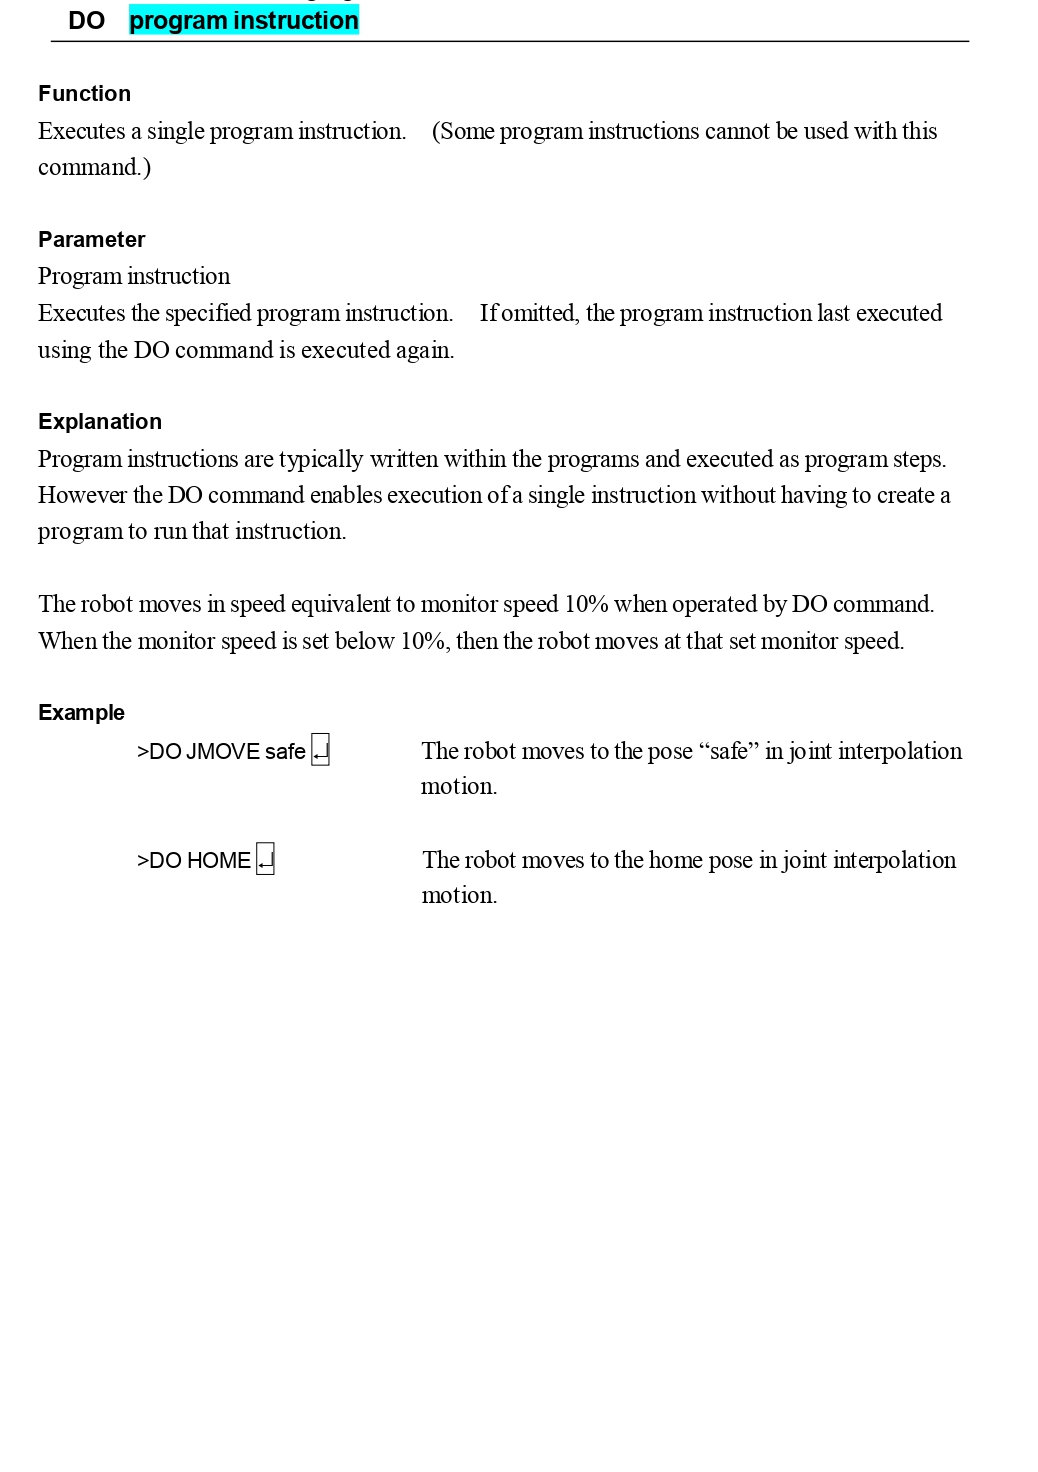 DO program instruction
Function
Executes a single program instruction. (Some program instructions cannot be used with this
command.)
Parameter
Program instruction
Executes the specified program instruction. If omitted, the program instruction last executed
using the DO command is executed again.
Explanation
Program instructions are typically written within the programs and executed as program steps.
However the DO command enables execution of a single instruction without having to create a
program to run that instruction.
The robot moves in speed equivalent to monitor speed 10% when operated by DO command.
When the monitor speed is set below 10%, then the robot moves at that set monitor speed.
Example
>DO JMOVE safe ↵ The robot moves to the pose “safe” in joint interpolation
motion.
>DO HOME ↵ The robot moves to the home pose in joint interpolation
motion.